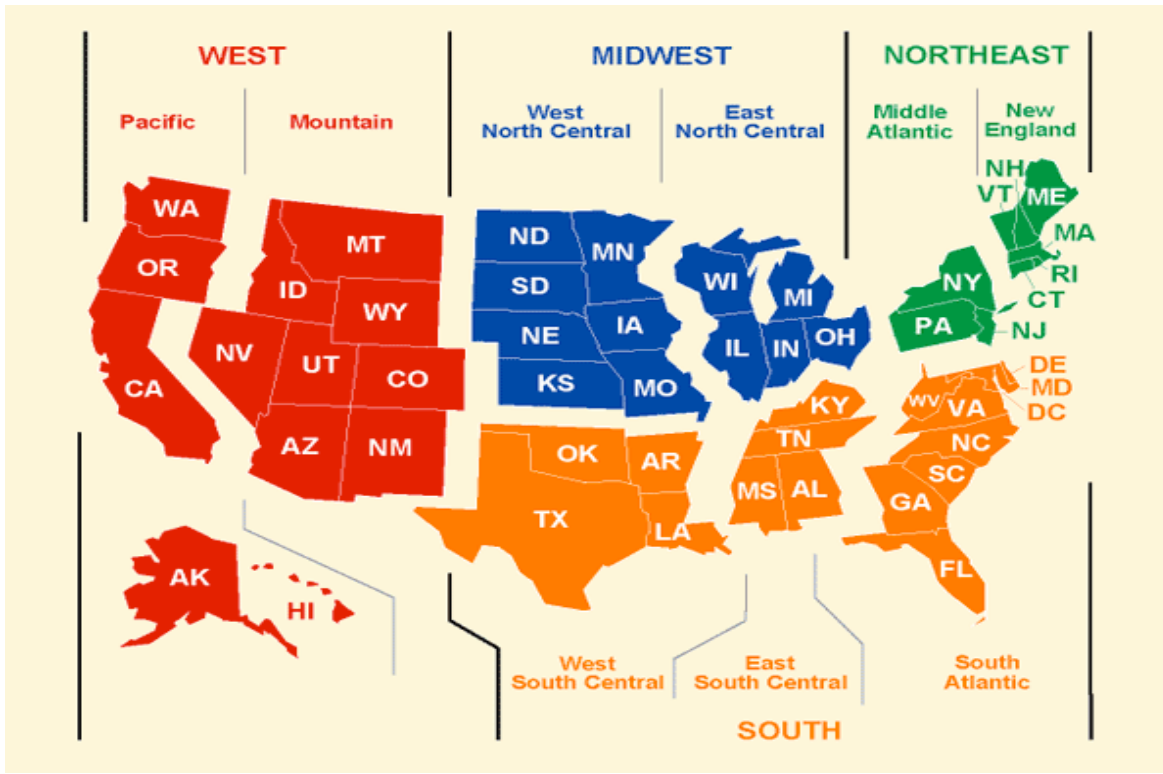 WEST
MIDWEST
NORTHEAST
Pacific
Mountain
West
North Central
East
North Central
Middle
Atlantic
New
England
WA
OR
CA
MT
ID
WY
NV
UT
CO
AZ
NM
AK
HI
ND
MN
SD
NE
IA
KS
MO
WI
MI
IL
IN
OH
NH
VT
ME
MA
RI
CT
NY
PA
NJ
DE
MD
DC
WV
VA
KY
TN
NC
SC
OK
AR
MS
AL
GA
TX
LA
FL
West
South Central
East
South Central
South
Atlantic
SOUTH